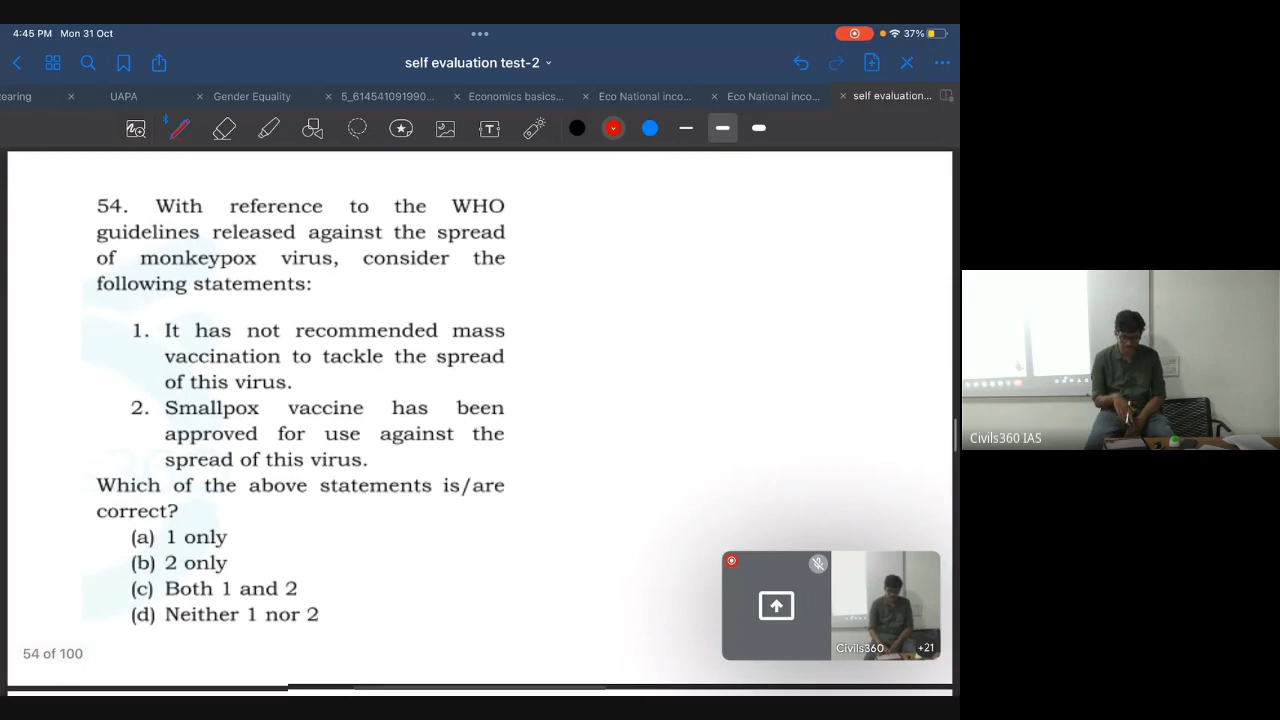 4:45 PM Mon 31 Oct
37%
self evaluation test-2
earing
UAPA
Gender Equality
5_614541091990...
Economics basics...
Eco National inco...
Eco National inco...
self evaluation...
54. With reference to the WHO
guidelines released against the spread
of monkeypox virus, consider the
following statements:
1. It has not recommended mass
vaccination to tackle the spread
of this virus.
2. Smallpox vaccine has been
approved for use against the
spread of this virus.
Which of the above statements is/are
correct?
(a) 1 only
(b) 2 only
(c) Both 1 and 2
(d) Neither 1 nor 2
54 of 100
Civils360
+21
Civils360 IAS